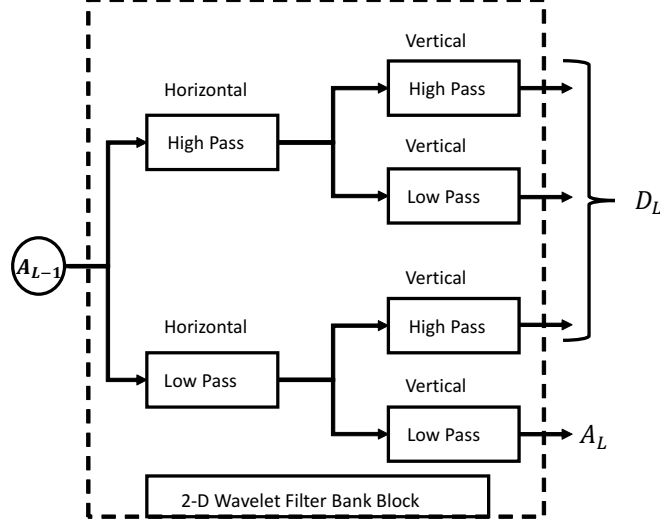 Vertical
High Pass
Horizontal
High Pass
Vertical
Low Pass
D_L
A_{L-1}
Vertical
High Pass
Horizontal
Low Pass
Vertical
Low Pass
A_L
2-D Wavelet Filter Bank Block